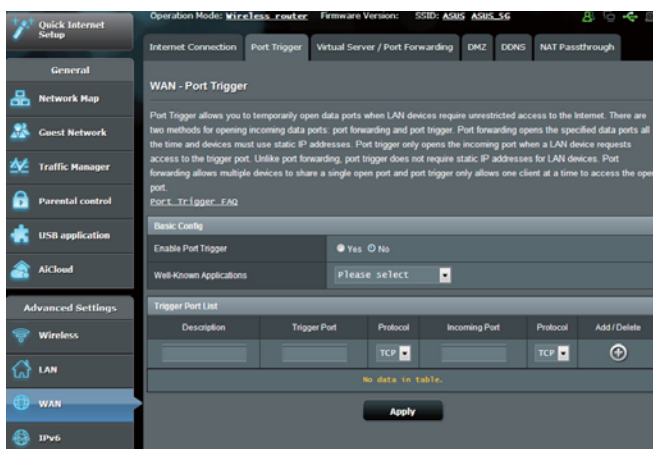 Quick Internet
Setup
Operation Mode: Wireless router Firmware Version: SSID: ASUS ASUS_5G
Internet Connection Port Trigger Virtual Server / Port Forwarding DMZ DDNS NAT Passthrough
General
Network Map
Guest Network
Traffic Manager
Parental control
USB application
AiCloud
Advanced Settings
Wireless
LAN
WAN
IPv6
WAN - Port Trigger
Port Trigger allows you to temporarily open data ports when LAN devices require unrestricted access to the Internet. There are
two methods for opening incoming data ports: port forwarding and port trigger. Port forwarding opens the specified data ports all
the time and devices must use static IP addresses. Port trigger only opens the incoming port when a LAN device requests
access to the trigger port. Unlike port forwarding, port trigger does not require static IP addresses for LAN devices. Port
forwarding allows multiple devices to share a single open port and port trigger only allows one client at a time to access the open
port.
Port Trigger FAQ
Basic Config
Enable Port Trigger Yes No
Well-Known Applications Please select
Trigger Port List
Description Trigger Port Protocol Incoming Port Protocol Add / Delete
TCP TCP
No data in table.
Apply